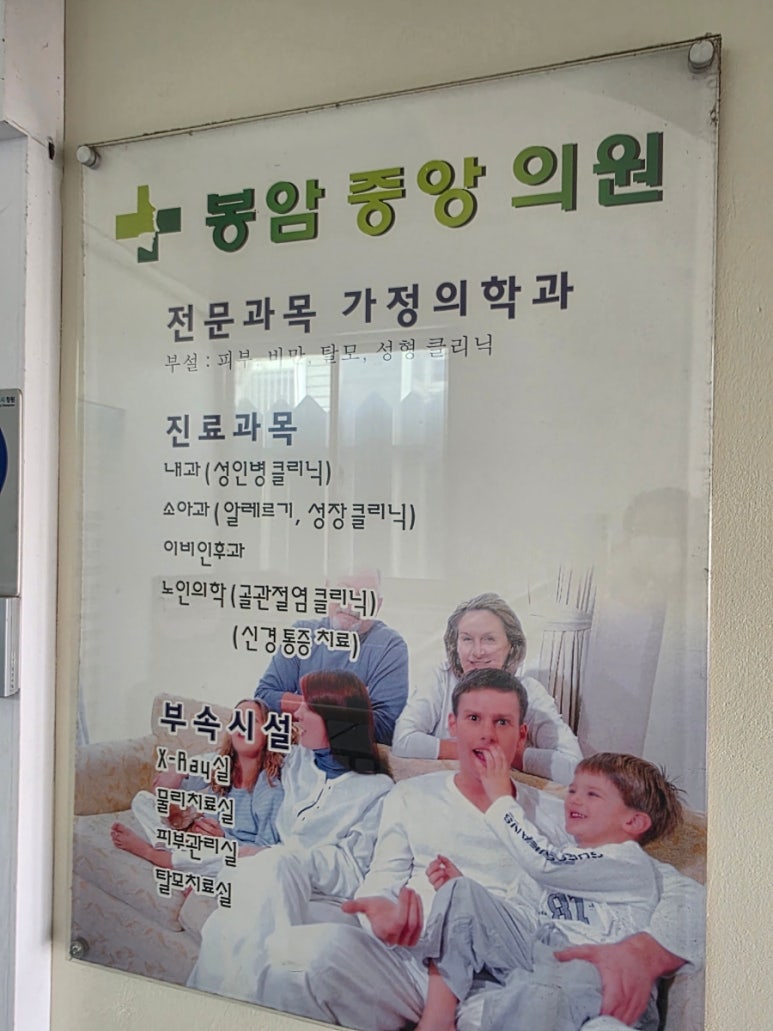 봉암 중앙 의원
전문과목 가정의학과
부설 : 피부, 비만, 탈모, 성형 클리닉
진료과목
내과 (성인병 클리닉)
소아과 (알레르기, 성장 클리닉)
이비인후과
노인의학 (골관절염 클리닉)
(신경통증 치료)
부속시설
X-Ray실
물리치료실
피부관리실
탈모치료실